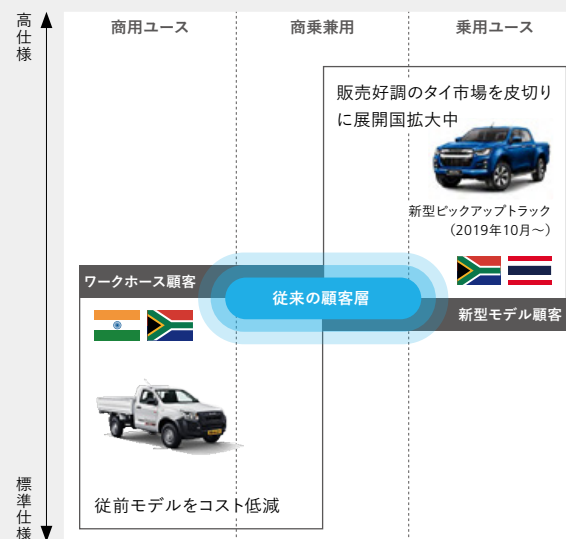 高仕様
商用ユース
商乗兼用
乗用ユース
販売好調のタイ市場を皮切り
に展開国拡大中
新型ピックアップトラック
（2019年10月〜）
ワークホース顧客
従来の顧客層
新型モデル顧客
従前モデルをコスト低減
標準仕様